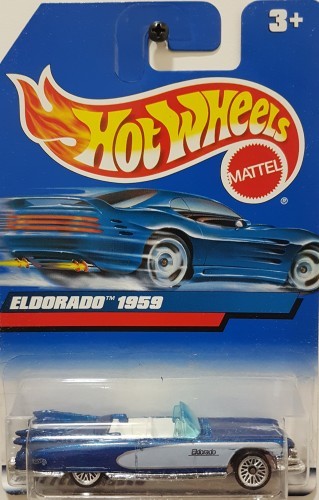 3+
HOT WHEELS
MATTEL
®
ELDORADO™ 1959
Eldorado